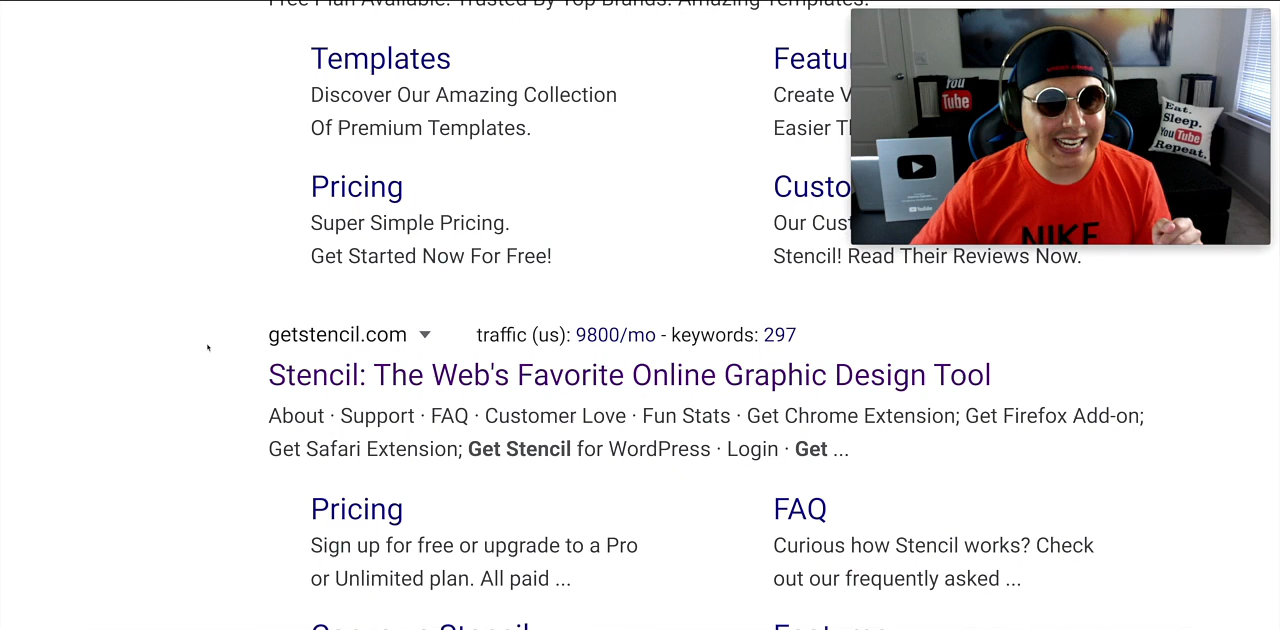 Free Plan Available. Trusted By Top Brands. Amazing Templates.
Templates
Discover Our Amazing Collection
Of Premium Templates.
Featu
Create V
Easier Th
Pricing
Super Simple Pricing.
Get Started Now For Free!
Custo
Our Cust
Stencil! Read Their Reviews Now.
You
Tube
Eat.
Sleep.
You Tube
Repeat.
YouTube
NIKE
getstencil.com traffic (us): 9800/mo - keywords: 297
Stencil: The Web's Favorite Online Graphic Design Tool
About · Support · FAQ · Customer Love · Fun Stats · Get Chrome Extension; Get Firefox Add-on;
Get Safari Extension; Get Stencil for WordPress · Login · Get ...
Pricing
Sign up for free or upgrade to a Pro
or Unlimited plan. All paid ...
FAQ
Curious how Stencil works? Check
out our frequently asked ...